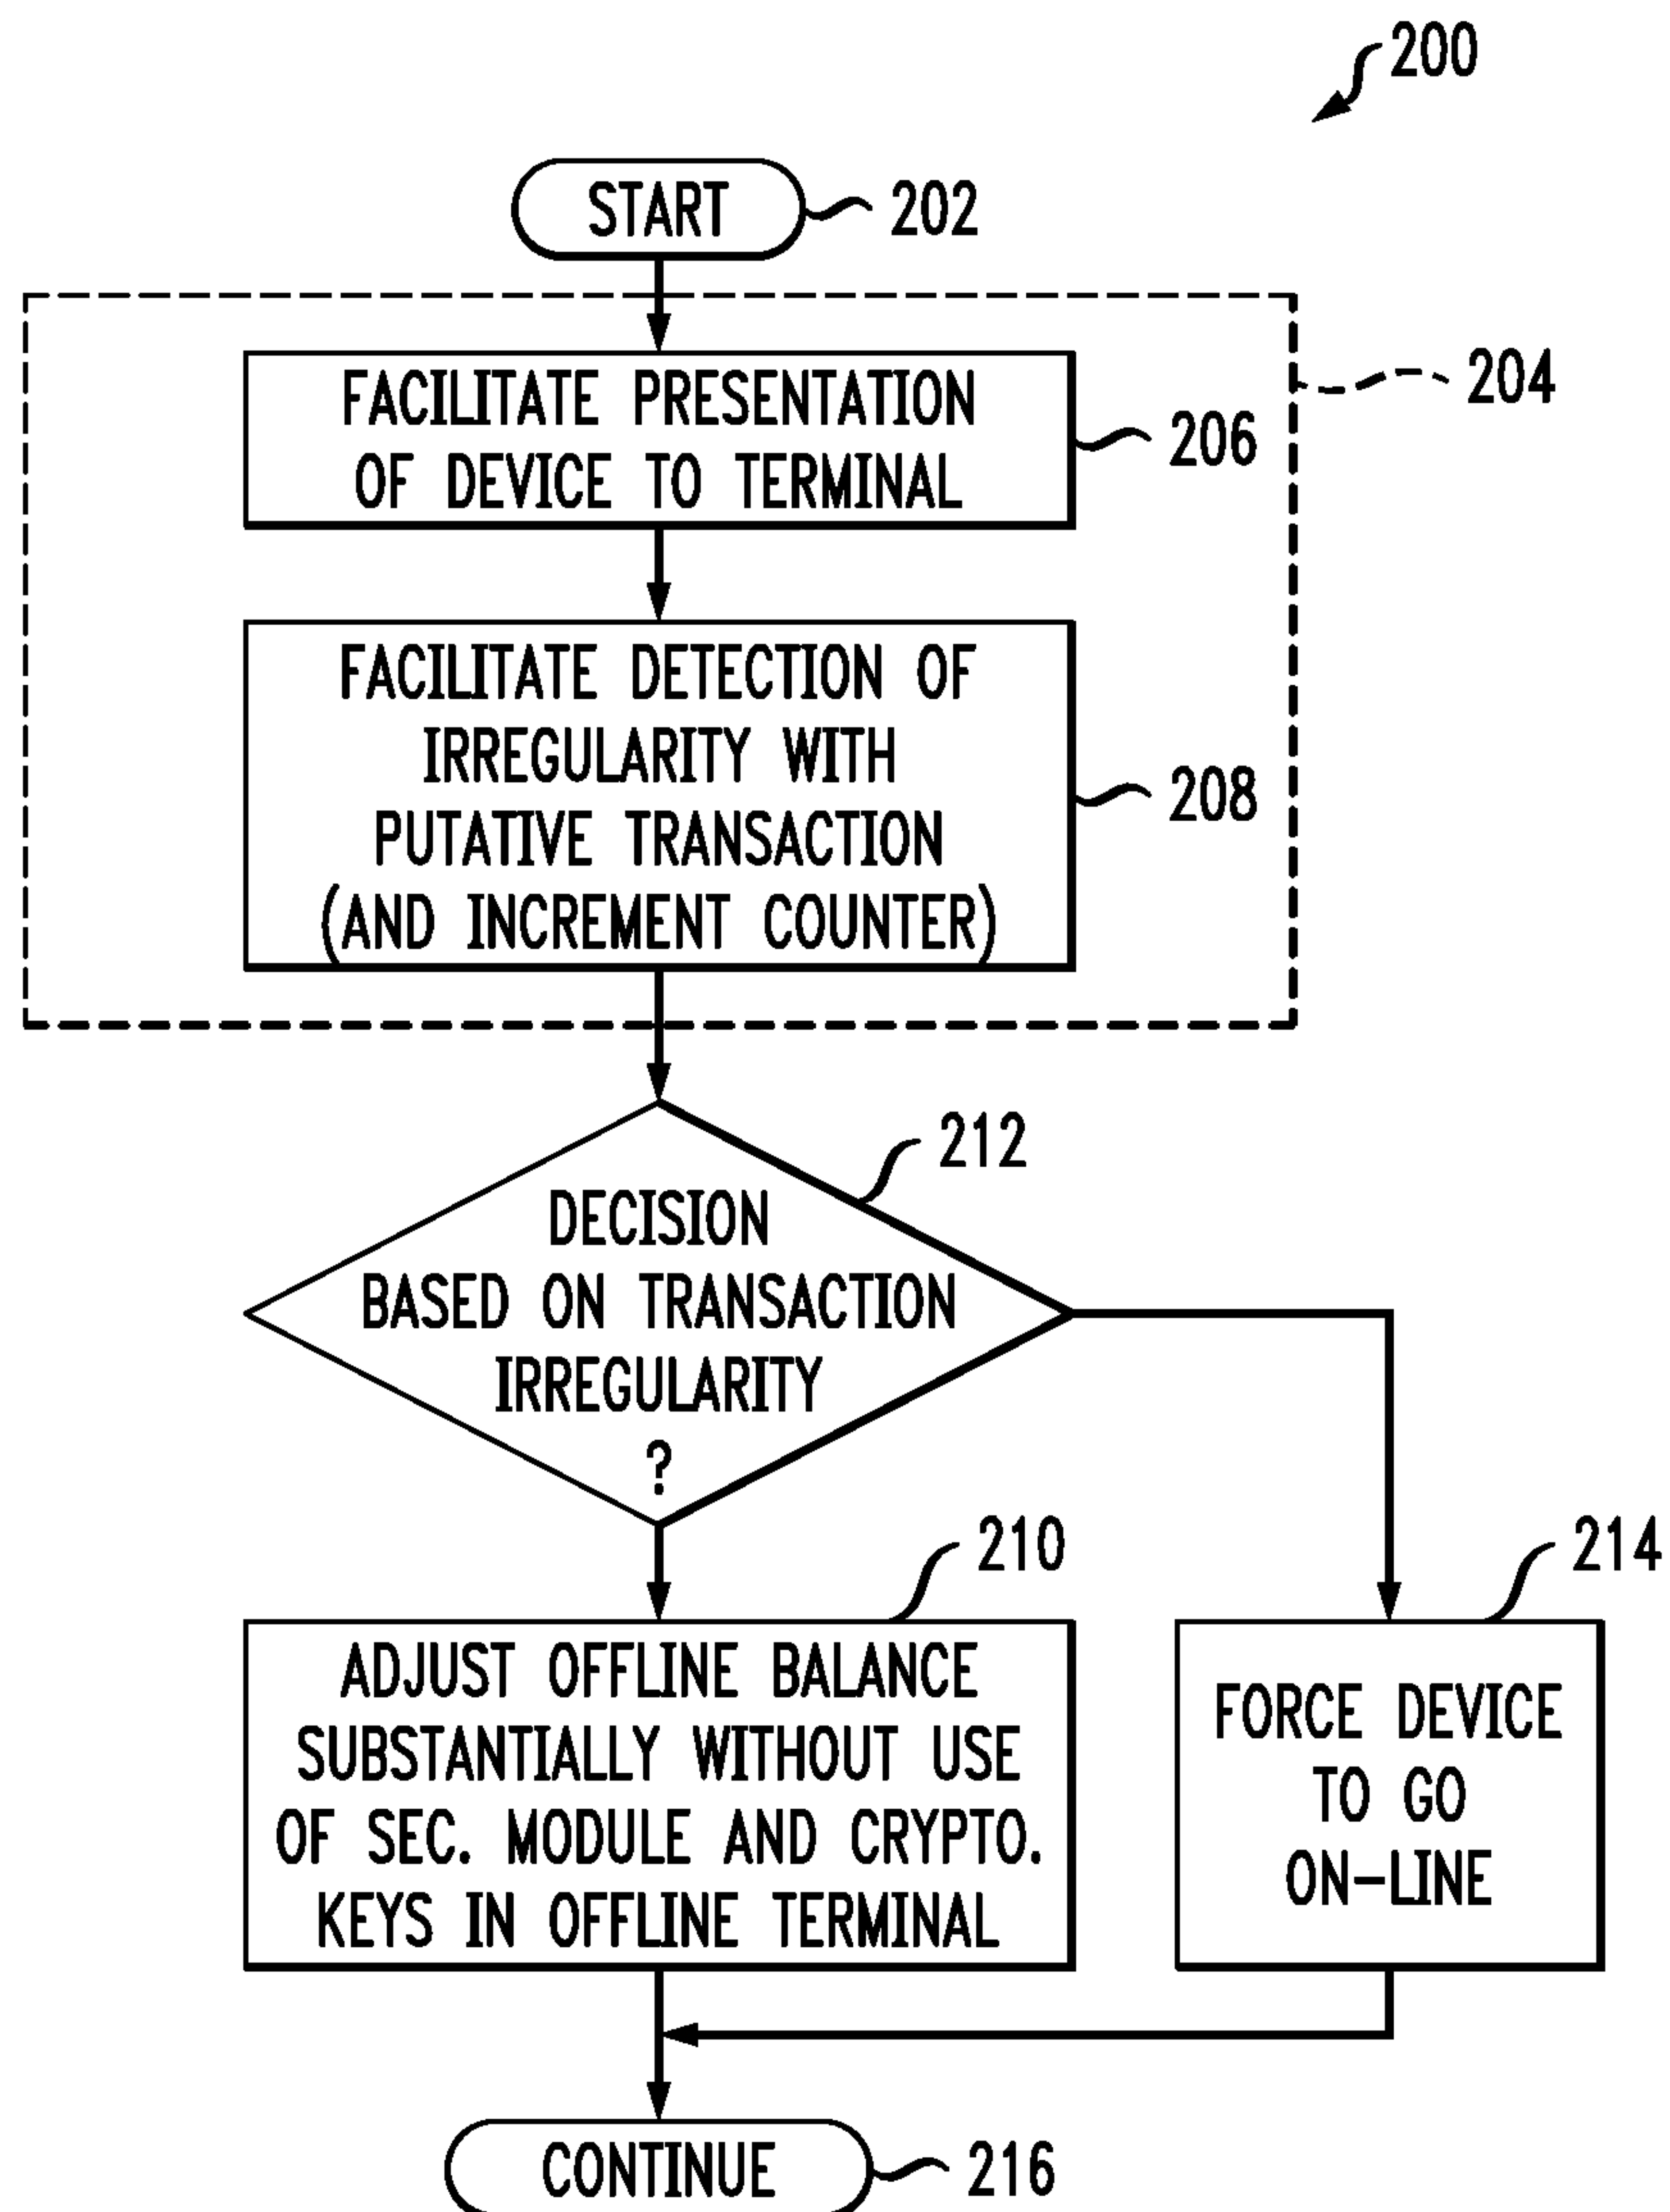 200
START
202
204
FACILITATE PRESENTATION
OF DEVICE TO TERMINAL
206
FACILITATE DETECTION OF
IRREGULARITY WITH
PUTATIVE TRANSACTION
(AND INCREMENT COUNTER)
208
212
DECISION
BASED ON TRANSACTION
IRREGULARITY
?
210
ADJUST OFFLINE BALANCE
SUBSTANTIALLY WITHOUT USE
OF SEC. MODULE AND CRYPTO.
KEYS IN OFFLINE TERMINAL
214
FORCE DEVICE
TO GO
ON-LINE
CONTINUE
216